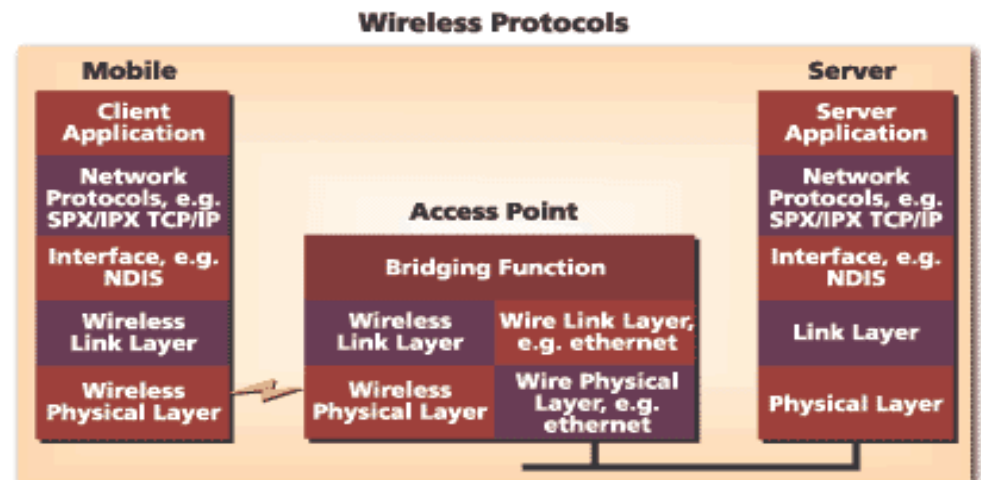 Wireless Protocols
Mobile
Client
Application
Network
Protocols, e.g.
SPX/IPX TCP/IP
Interface, e.g.
NDIS
Wireless
Link Layer
Wireless
Physical Layer
Access Point
Bridging Function
Wireless
Link Layer
Wire Link Layer,
e.g. ethernet
Wireless
Physical Layer
Wire Physical
Layer, e.g.
ethernet
Server
Server
Application
Network
Protocols, e.g.
SPX/IPX TCP/IP
Interface, e.g.
NDIS
Link Layer
Physical Layer